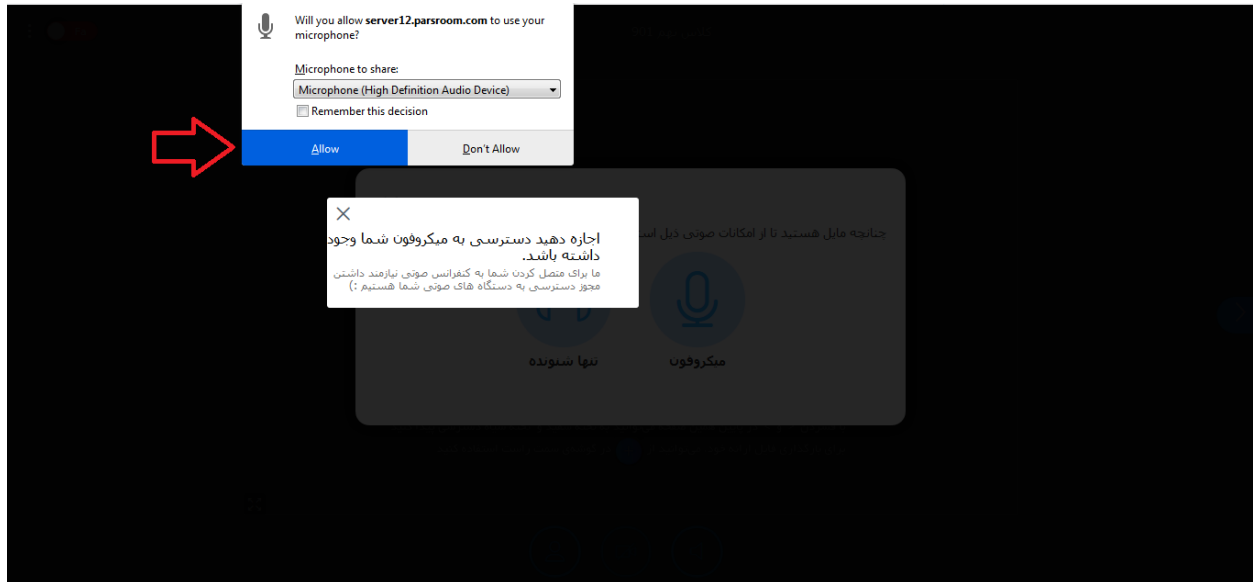 Will you allow server12.parsroom.com to use your
microphone?
Microphone to share:
Microphone (High Definition Audio Device)
Remember this decision
Allow
Don't Allow
اجازه دهید دسترسی به میکروفون شما وجود
داشته باشد.
ما برای متصل کردن شما به کنفرانس صوتی نیازمند داشتن
مجوز دسترسی به دستگاه های صوتی شما هستیم :)
چنانچه مایل هستید تا از امکانات صوتی ذیل
میکروفون
تنها شنونده